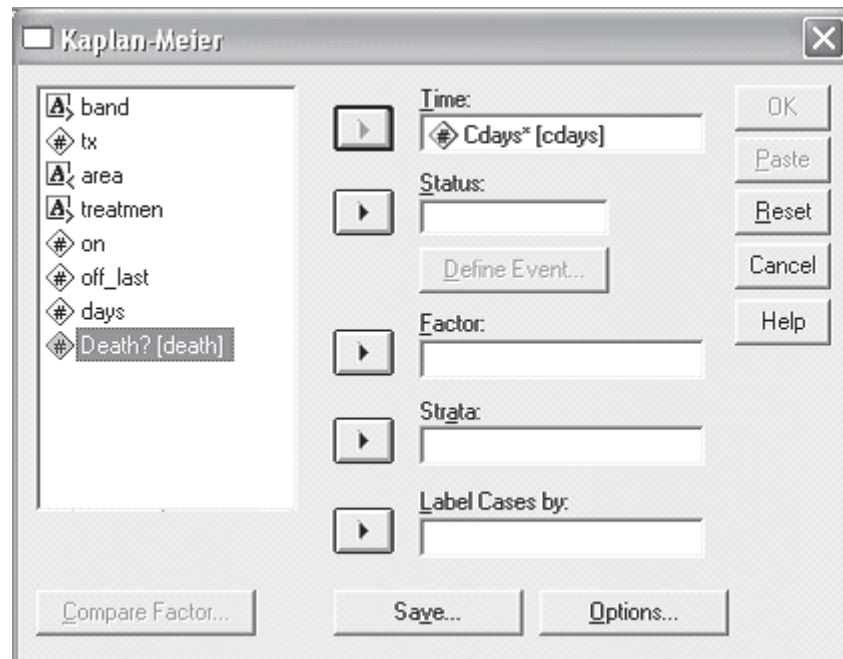 Kaplan-Meier
band
tx
area
treatmen
on
off_last
days
Death? [death]
Time:
Cdays* [cdays]
Status:
Define Event...
Factor:
Strata:
Label Cases by:
OK
Paste
Reset
Cancel
Help
Compare Factor...
Save...
Options...